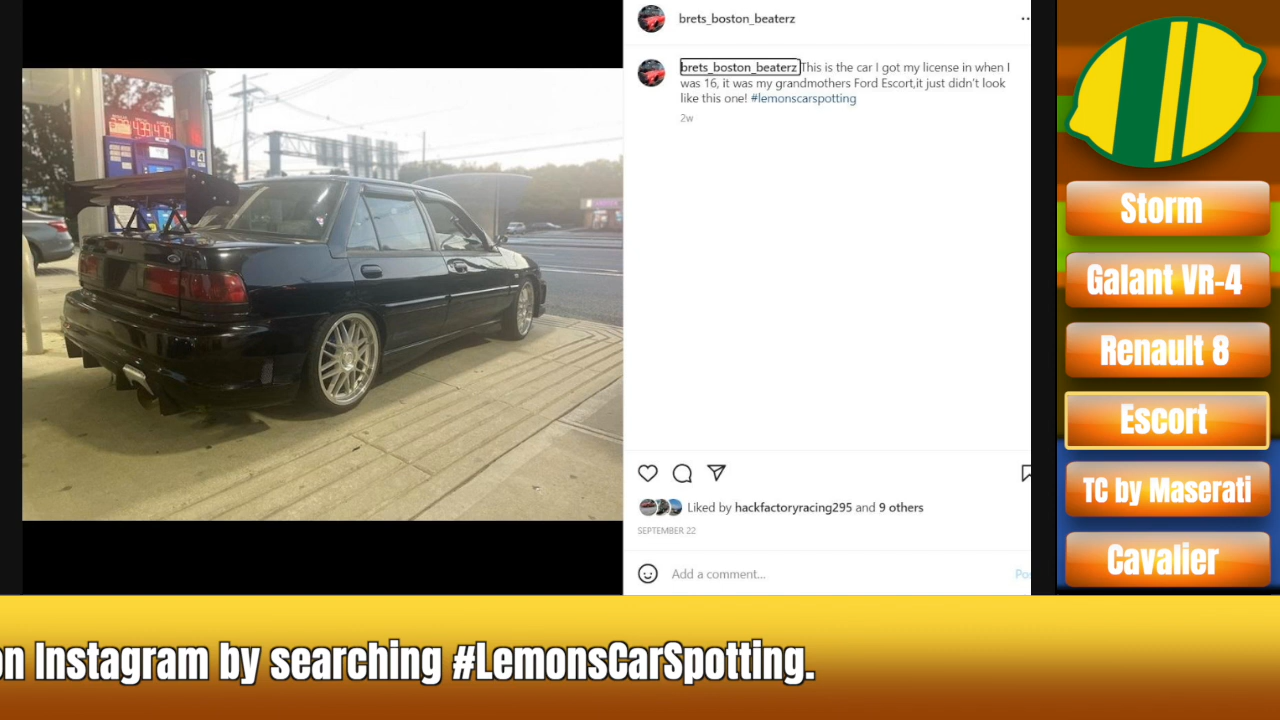 brets_boston_beaterz
brets_boston_beaterz This is the car I got my license in when I
was 16, it was my grandmothers Ford Escort,it just didn't look
like this one! #lemonscarspotting
2w
Liked by hackfactoryracing295 and 9 others
SEPTEMBER 22
Add a comment...
Po
Storm
Galant VR-4
Renault 8
Escort
TC by Maserati
Cavalier
on Instagram by searching #LemonsCarSpotting.